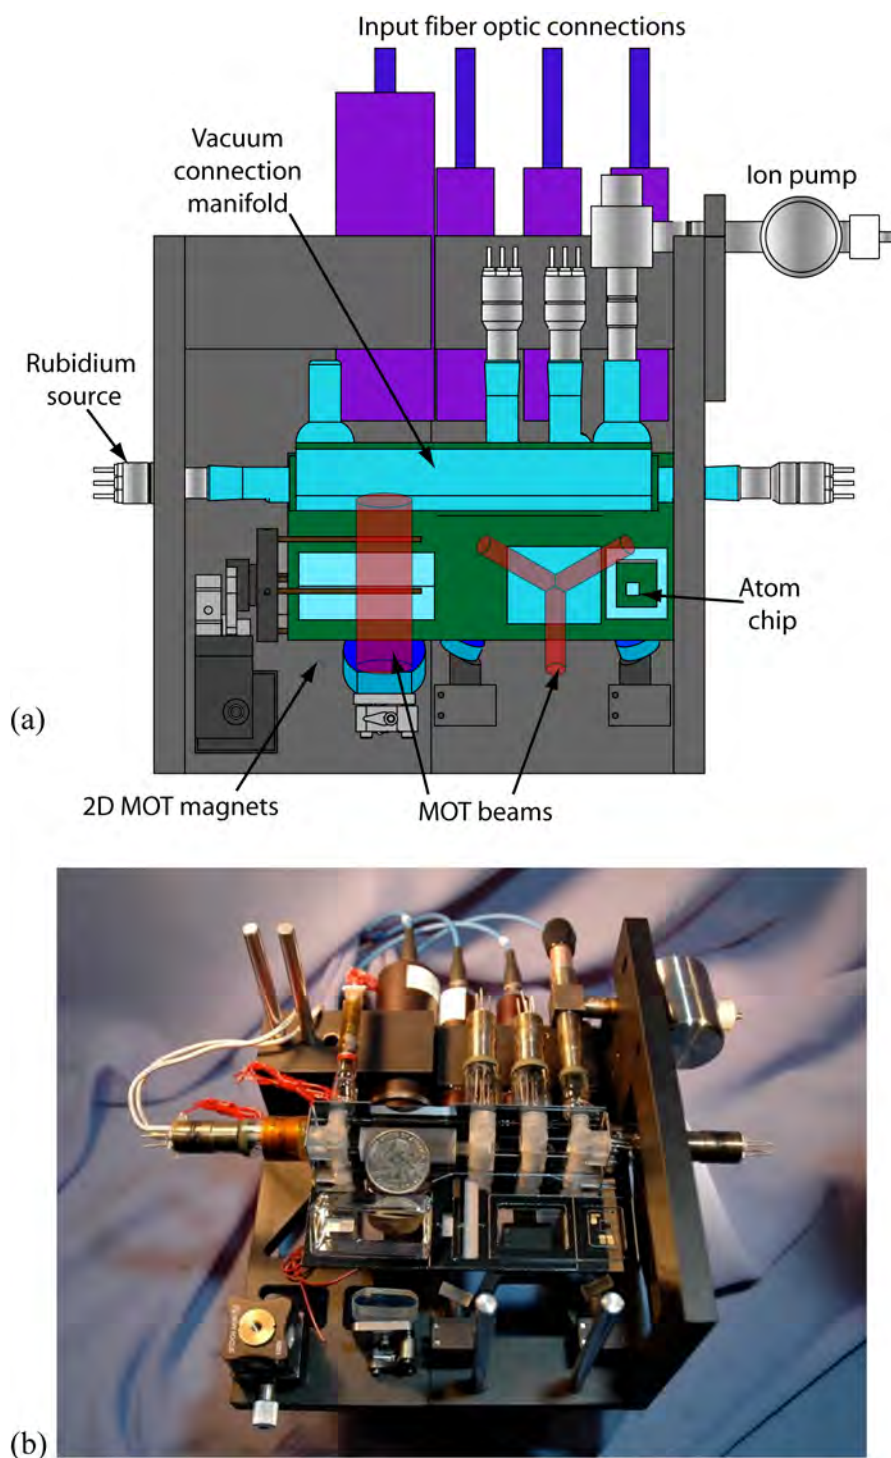 Input fiber optic connections
Vacuum
connection
manifold
Ion pump
Rubidium
source
Atom
chip
(a)
2D MOT magnets
MOT beams
(b)